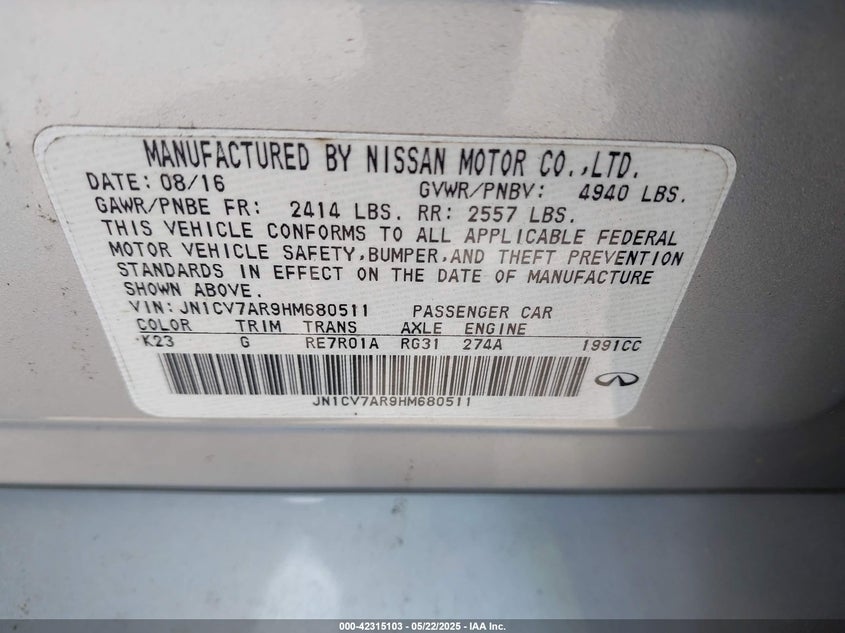 MANUFACTURED BY NISSAN MOTOR CO.,LTD.
DATE: 08/16 GVWR/PNBV: 4940 LBS.
GAWR/PNBE FR: 2414 LBS. RR: 2557 LBS.
THIS VEHICLE CONFORMS TO ALL APPLICABLE FEDERAL
MOTOR VEHICLE SAFETY,BUMPER,AND THEFT PREVENTION
STANDARDS IN EFFECT ON THE DATE OF MANUFACTURE
SHOWN ABOVE.
VIN: JN1CV7AR9HM680511 PASSENGER CAR
COLOR TRIM TRANS AXLE ENGINE
K23 G RE7R01A RG31 274A 1991CC
JN1CV7AR9HM680511
000-42315103 - 05/22/2025 - IAA Inc.